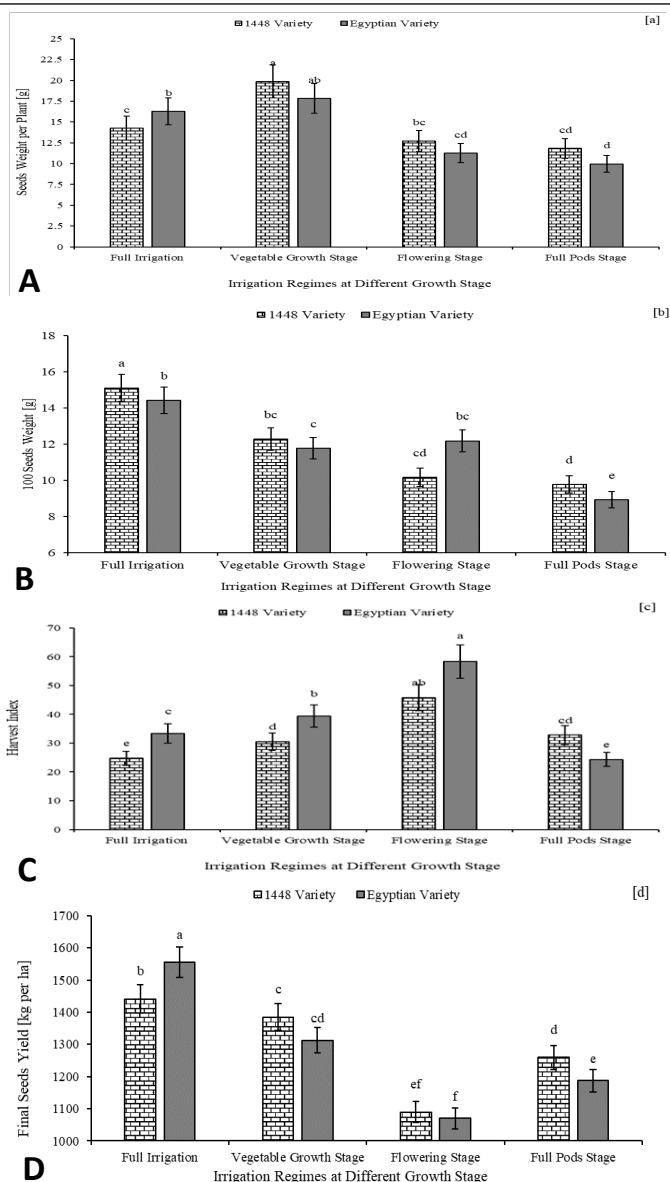 1448 Variety Egyptian Variety [a]
Seeds Weight per Plant [g]
25
22.5
20
17.5
15
12.5
10
7.5
5
2.5
0
c b a ab bc cd cd d
Full Irrigation Vegetable Growth Stage Flowering Stage Full Pods Stage
Irrigation Regimes at Different Growth Stage
A
1448 Variety Egyptian Variety [b]
100 Seeds Weight [g]
18
16
14
12
10
8
6
a b bc c cd bc d e
Full Irrigation Vegetable Growth Stage Flowering Stage Full Pods Stage
Irrigation Regimes at Different Growth Stage
B
1448 Variety Egyptian Variety [c]
Harvest Index
70
60
50
40
30
20
10
0
e c d b ab a cd e
Full Irrigation Vegetable Growth Stage Flowering Stage Full Pods Stage
Irrigation Regimes at Different Growth Stage
C
1448 Variety Egyptian Variety [d]
Final Seeds Yield [kg per ha]
1700
1600
1500
1400
1300
1200
1100
1000
b a c cd ef f d e
Full Irrigation Vegetable Growth Stage Flowering Stage Full Pods Stage
Irrigation Regimes at Different Growth Stage
D